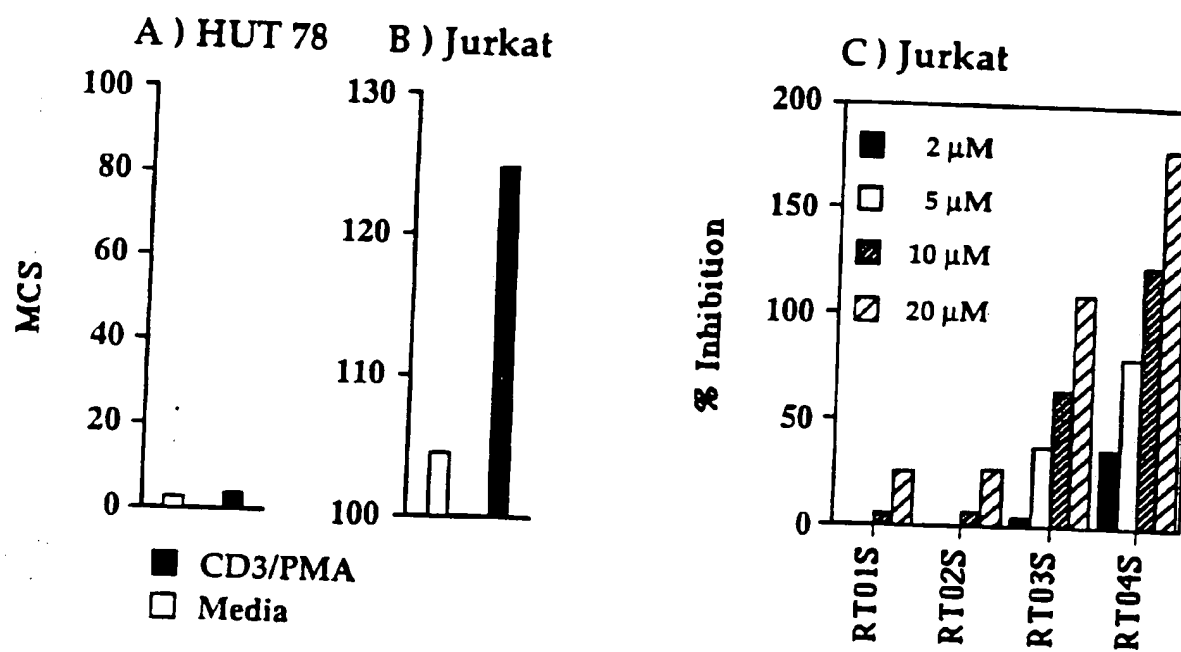 A ) HUT 78
MCS
100
80
60
40
20
0
B ) Jurkat
130
120
110
100
CD3/PMA
Media
C ) Jurkat
% Inhibition
200
150
100
50
0
2 μM
5 μM
10 μM
20 μM
RT01S
RT02S
RT03S
RT04S